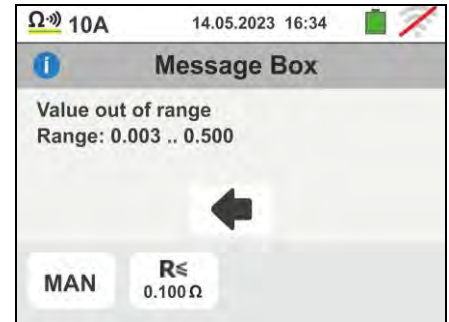 Ω 10A 14.05.2023 16:34
i Message Box
Value out of range
Range: 0.003 .. 0.500
MAN R≤
0.100 Ω